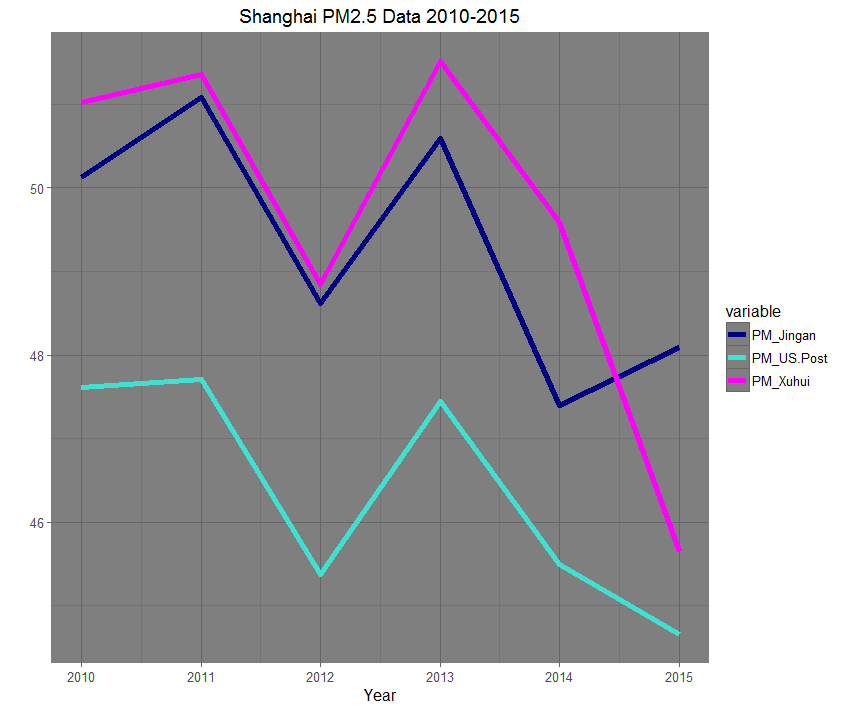 Shanghai PM2.5 Data 2010-2015
50
48
46
2010 2011 2012 2013 2014 2015
Year
variable
PM_Jingan
PM_US.Post
PM_Xuhui